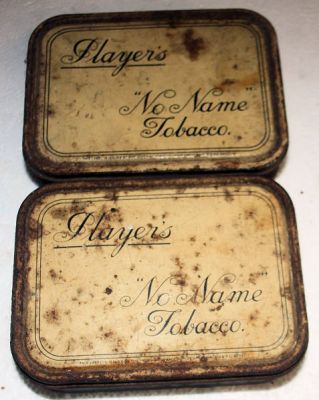 Player's
"No Name"
Tobacco.
Player's
"No Name"
Tobacco.